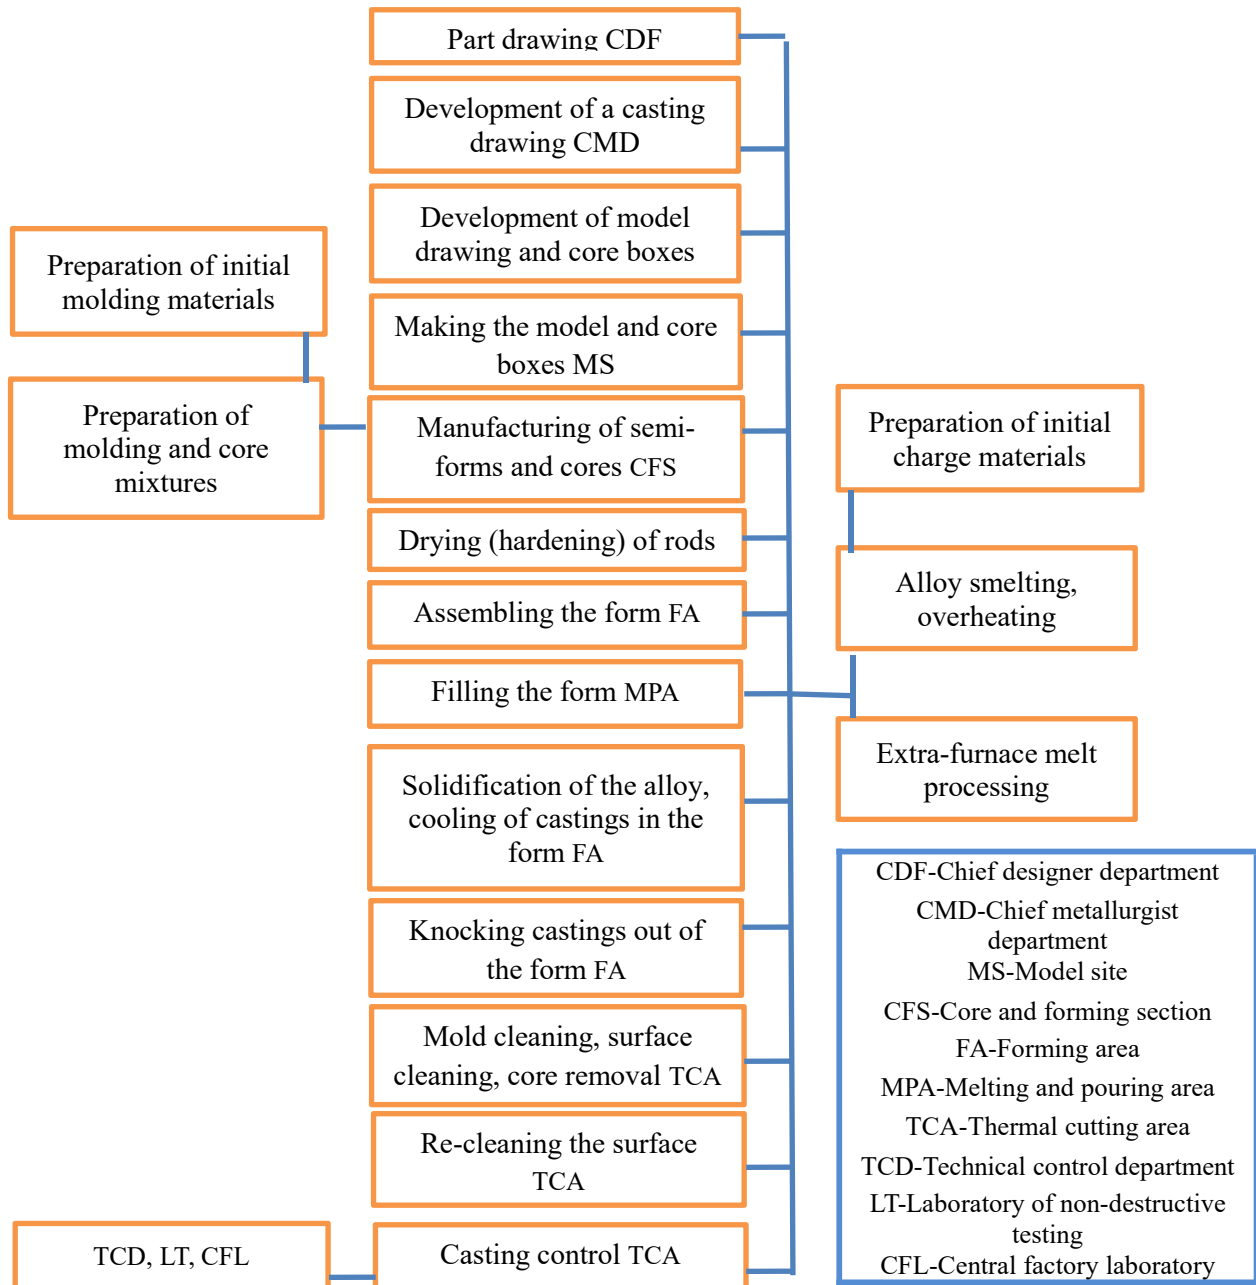 Part drawing CDF
Development of a casting
drawing CMD
Development of model
drawing and core boxes
Preparation of initial
molding materials
Making the model and core
boxes MS
Preparation of
molding and core
mixtures
Manufacturing of semi-
forms and cores CFS
Preparation of initial
charge materials
Drying (hardening) of rods
Alloy smelting,
overheating
Assembling the form FA
Filling the form MPA
Extra-furnace melt
processing
Solidification of the alloy,
cooling of castings in the
form FA
Knocking castings out of
the form FA
Mold cleaning, surface
cleaning, core removal TCA
Re-cleaning the surface
TCA
TCD, LT, CFL
Casting control TCA
CDF-Chief designer department
CMD-Chief metallurgist
department
MS-Model site
CFS-Core and forming section
FA-Forming area
MPA-Melting and pouring area
TCA-Thermal cutting area
TCD-Technical control department
LT-Laboratory of non-destructive
testing
CFL-Central factory laboratory